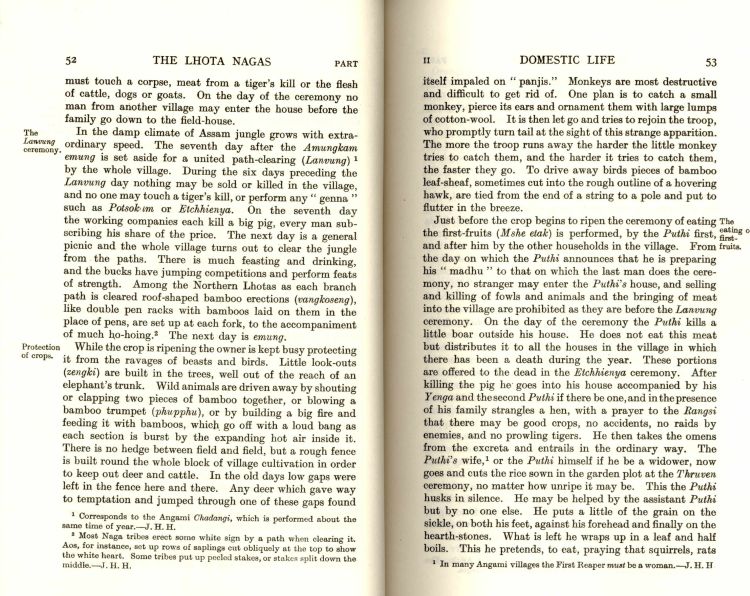 52 THE LHOTA NAGAS PART
must touch a corpse, meat from a tiger's kill or the flesh
of cattle, dogs or goats. On the day of the ceremony no
man from another village may enter the house before the
family go down to the field-house.
The
Lanvung
ceremony.
In the damp climate of Assam jungle grows with extra-
ordinary speed. The seventh day after the Amungkam
emung is set aside for a united path-clearing (Lanvung) ¹
by the whole village. During the six days preceding the
Lanvung day nothing may be sold or killed in the village,
and no one may touch a tiger's kill, or perform any " genna "
such as Potsokım or Etchhienya. On the seventh day
the working companies each kill a big pig, every man sub-
scribing his share of the price. The next day is a general
picnic and the whole village turns out to clear the jungle
from the paths. There is much feasting and drinking,
and the bucks have jumping competitions and perform feats
of strength. Among the Northern Lhotas as each branch
path is cleared roof-shaped bamboo erections (vangkoseng),
like double pen racks with bamboos laid on them in the
place of pens, are set up at each fork, to the accompaniment
of much ho-hoing.² The next day is emung.
Protection
of crops.
While the crop is ripening the owner is kept busy protecting
it from the ravages of beasts and birds. Little look-outs
(zengki) are built in the trees, well out of the reach of an
elephant's trunk. Wild animals are driven away by shouting
or clapping two pieces of bamboo together, or blowing a
bamboo trumpet (phupphu), or by building a big fire and
feeding it with bamboos, which go off with a loud bang as
each section is burst by the expanding hot air inside it.
There is no hedge between field and field, but a rough fence
is built round the whole block of village cultivation in order
to keep out deer and cattle. In the old days low gaps were
left in the fence here and there. Any deer which gave way
to temptation and jumped through one of these gaps found
¹ Corresponds to the Angami Chadangi, which is performed about the
same time of year.—J. H. H.
² Most Naga tribes erect some white sign by a path when clearing it.
Aos, for instance, set up rows of saplings cut obliquely at the top to show
the white heart. Some tribes put up peeled stakes, or stakes split down the
middle.—J. H. H.
II DOMESTIC LIFE 53
itself impaled on " panjis." Monkeys are most destructive
and difficult to get rid of. One plan is to catch a small
monkey, pierce its ears and ornament them with large lumps
of cotton-wool. It is then let go and tries to rejoin the troop,
who promptly turn tail at the sight of this strange apparition.
The more the troop runs away the harder the little monkey
tries to catch them, and the harder it tries to catch them,
the faster they go. To drive away birds pieces of bamboo
leaf-sheaf, sometimes cut into the rough outline of a hovering
hawk, are tied from the end of a string to a pole and put to
flutter in the breeze.
The
eating o
first-
fruits.
Just before the crop begins to ripen the ceremony of eating
the first-fruits (Mshe etak) is performed, by the Puthi first,
and after him by the other households in the village. From
the day on which the Puthi announces that he is preparing
his " madhu " to that on which the last man does the cere-
mony, no stranger may enter the Puthi's house, and selling
and killing of fowls and animals and the bringing of meat
into the village are prohibited as they are before the Lanvung
ceremony. On the day of the ceremony the Puthi kills a
little boar outside his house. He does not eat this meat
but distributes it to all the houses in the village in which
there has been a death during the year. These portions
are offered to the dead in the Etchhienya ceremony. After
killing the pig he goes into his house accompanied by his
Yenga and the second Puthi if there be one, and in the presence
of his family strangles a hen, with a prayer to the Rangsi
that there may be good crops, no accidents, no raids by
enemies, and no prowling tigers. He then takes the omens
from the excreta and entrails in the ordinary way. The
Puthi's wife,¹ or the Puthi himself if he be a widower, now
goes and cuts the rice sown in the garden plot at the Thruven
ceremony, no matter how unripe it may be. This the Puthi
husks in silence. He may be helped by the assistant Puthi
but by no one else. He puts a little of the grain on the
sickle, on both his feet, against his forehead and finally on the
hearth-stones. What is left he wraps up in a leaf and half
boils. This he pretends, to eat, praying that squirrels, rats
¹ In many Angami villages the First Reaper must be a woman.—J. H. H